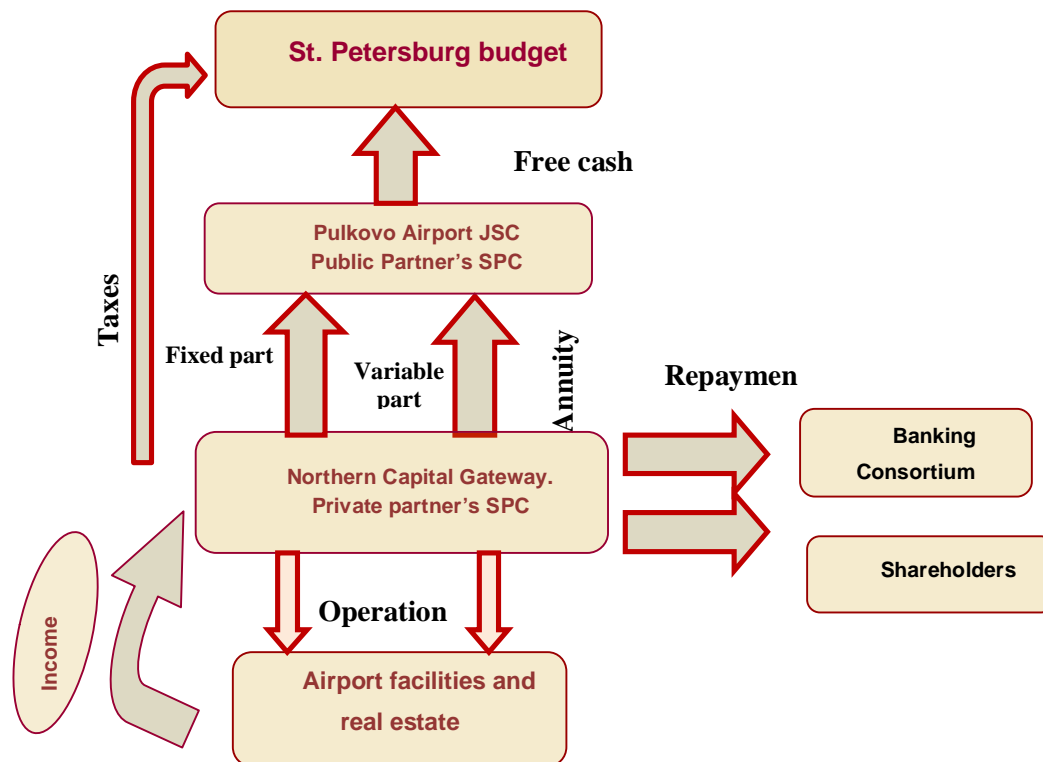 St. Petersburg budget
Free cash
Pulkovo Airport JSC
Public Partner’s SPC
Taxes
Fixed part
Variable
part
Annuity
Repaymen
Banking
Consortium
Northern Capital Gateway.
Private partner’s SPC
Shareholders
Operation
Income
Airport facilities and
real estate